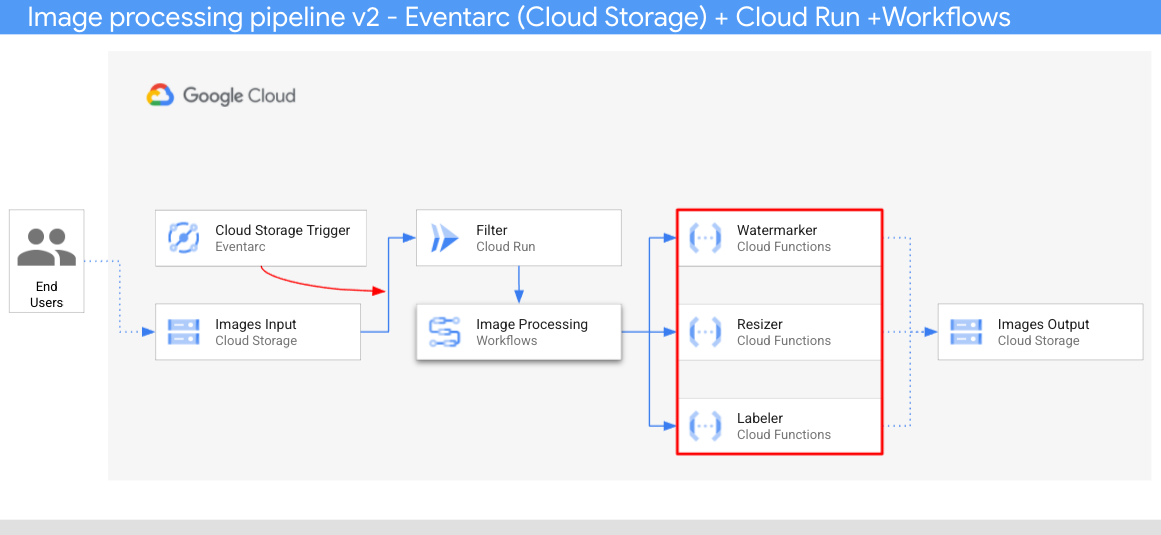 Image processing pipeline v2 - Eventarc (Cloud Storage) + Cloud Run +Workflows
Google Cloud
End
Users
Cloud Storage Trigger
Eventarc
Images Input
Cloud Storage
Filter
Cloud Run
Image Processing
Workflows
Watermarker
Cloud Functions
Resizer
Cloud Functions
Labeler
Cloud Functions
Images Output
Cloud Storage